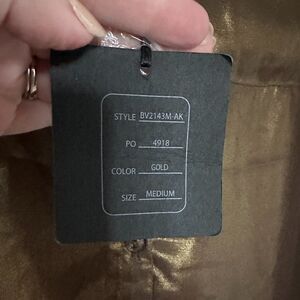 STYLE BV2143M-AK
PO 4918
COLOR GOLD
SIZE MEDIUM